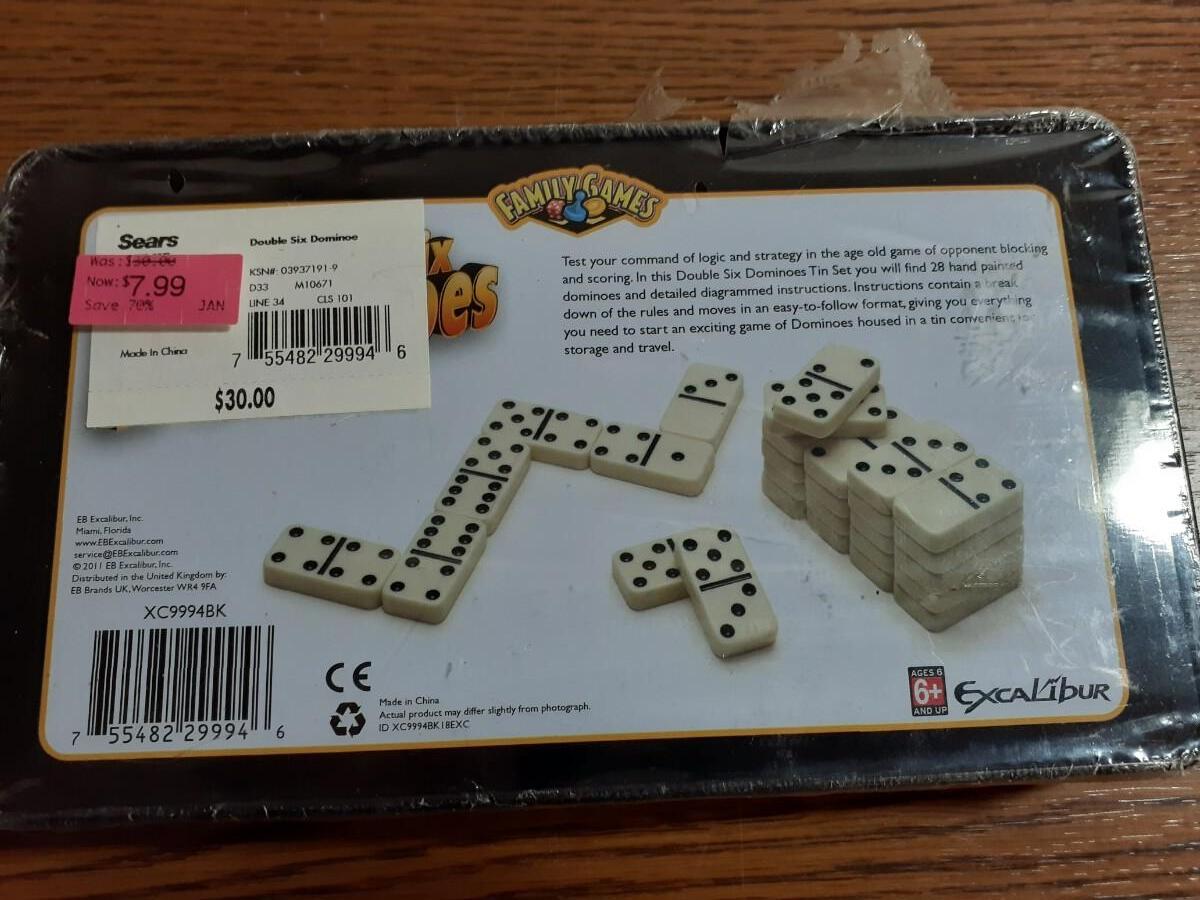 FAMILY GAMES
Sears
Was: $30.00
Now: $7.99
Save 70% JAN
Made In China
Double Six Dominoe
KSN#: 03937191-9
D33 M10671
LINE 34 CLS 101
7 55482 29994 6
$30.00
Test your command of logic and strategy in the age old game of opponent blocking
and scoring. In this Double Six Dominoes Tin Set you will find 28 hand painted
dominoes and detailed diagrammed instructions. Instructions contain a break
down of the rules and moves in an easy-to-follow format, giving you everything
you need to start an exciting game of Dominoes housed in a tin convenient for
storage and travel.
EB Excalibur, Inc.
Miami, Florida
www.EBExcalibur.com
service@EBExcalibur.com
© 2011 EB Excalibur, Inc.
Distributed in the United Kingdom by:
EB Brands UK, Worcester WR4 9FA
XC9994BK
7 55482 29994 6
CE
Made in China
Actual product may differ slightly from photograph.
ID XC9994BK18EXC
AGES 6
6+
AND UP
EXCALIBUR